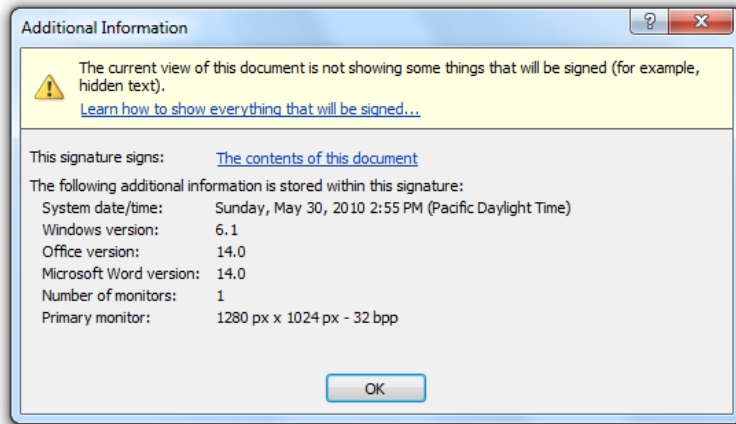 Additional Information
The current view of this document is not showing some things that will be signed (for example,
hidden text).
Learn how to show everything that will be signed...
This signature signs: The contents of this document
The following additional information is stored within this signature:
System date/time: Sunday, May 30, 2010 2:55 PM (Pacific Daylight Time)
Windows version: 6.1
Office version: 14.0
Microsoft Word version: 14.0
Number of monitors: 1
Primary monitor: 1280 px x 1024 px - 32 bpp
OK